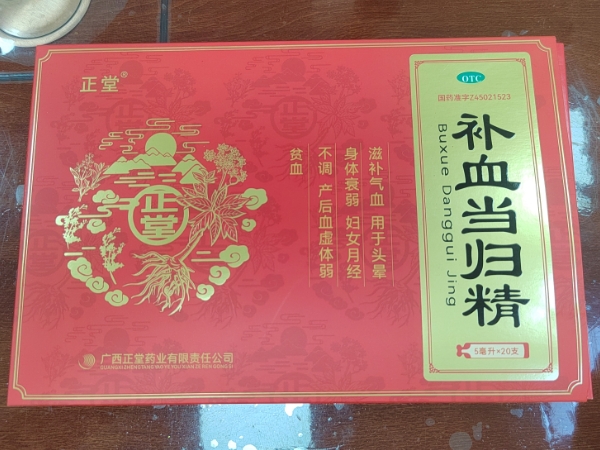 正堂®
OTC
国药准字Z45021523
补血当归精
Buxue Danggui Jing
滋补气血 用于头晕
身体衰弱 妇女月经
不调 产后血虚体弱
贫血
正堂
广西正堂药业有限责任公司
5毫升×20支